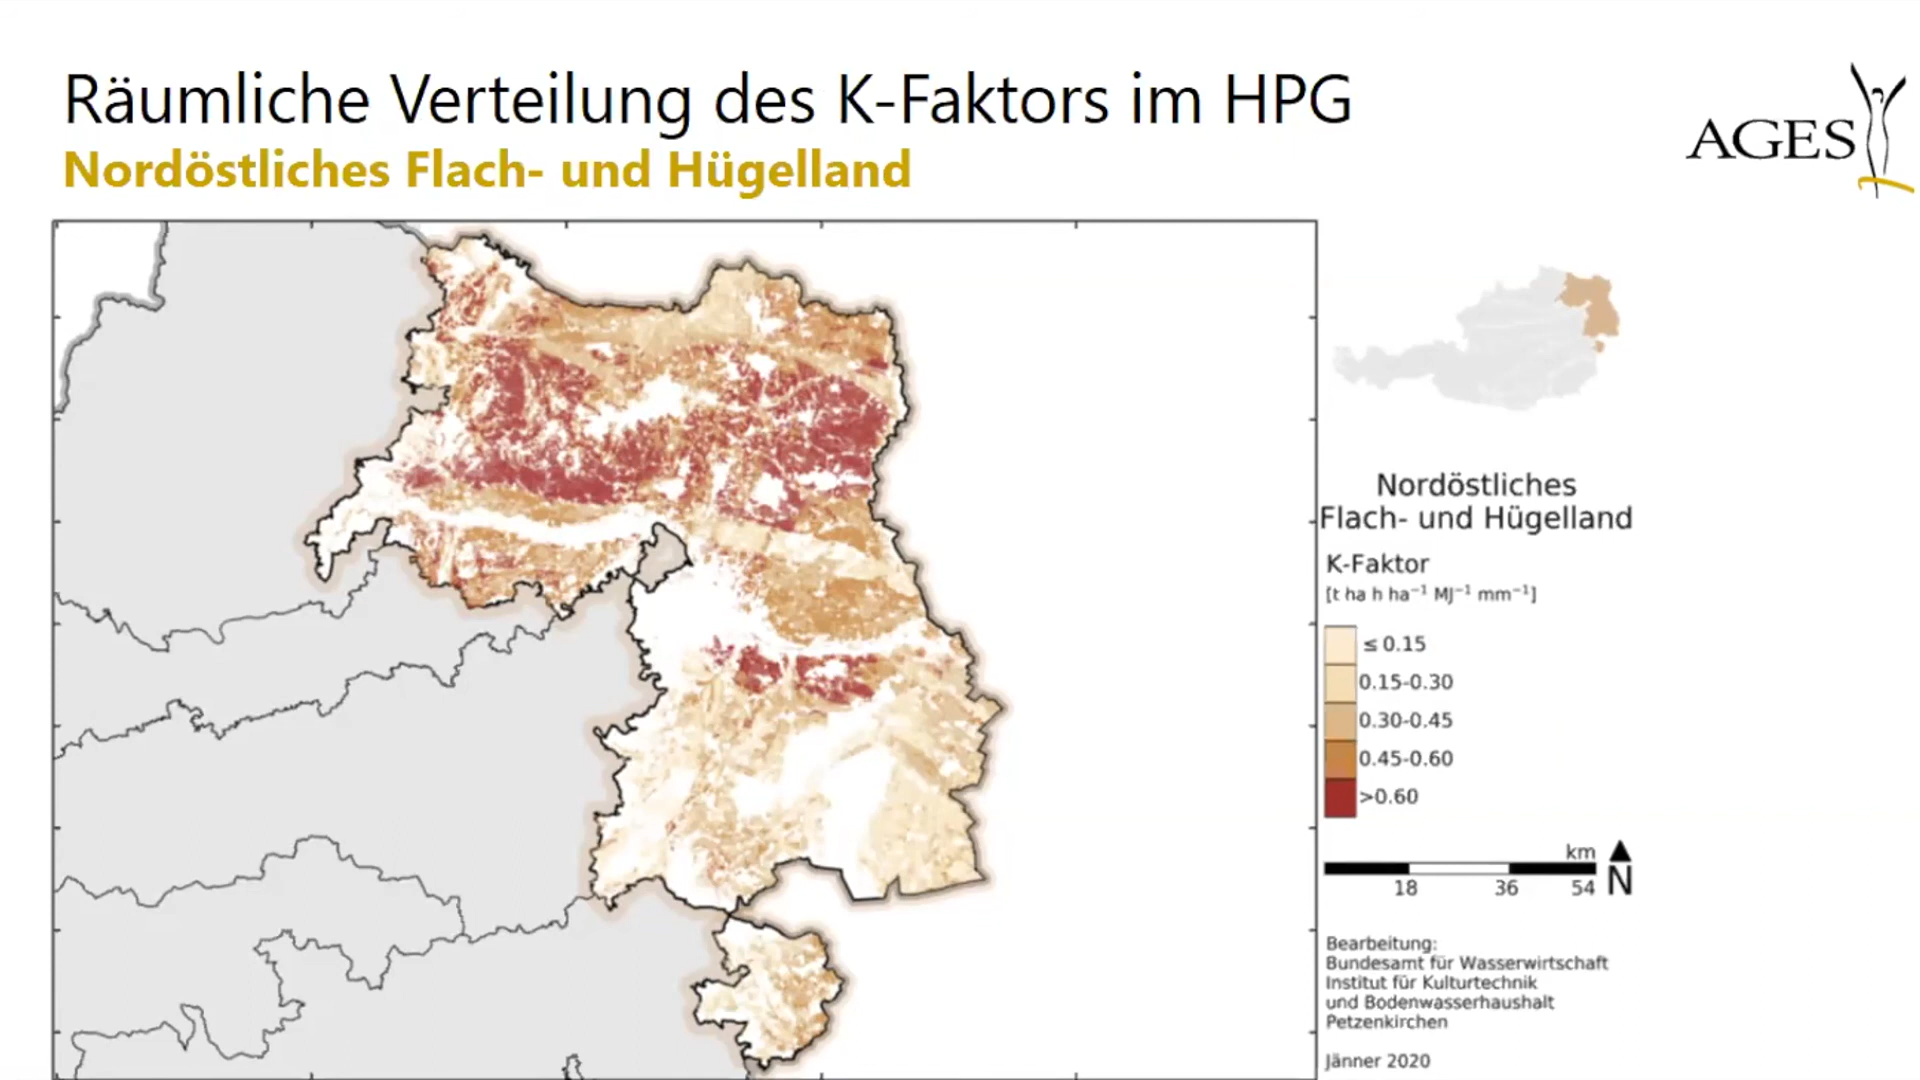 Räumliche Verteilung des K-Faktors im HPG
Nordöstliches Flach- und Hügelland
AGES
Nordöstliches
Flach- und Hügelland
K-Faktor
[t ha h ha⁻¹ MJ⁻¹ mm⁻¹]
≤ 0.15
0.15-0.30
0.30-0.45
0.45-0.60
>0.60
km
N
18 36 54
Bearbeitung:
Bundesamt für Wasserwirtschaft
Institut für Kulturtechnik
und Bodenwasserhaushalt
Petzenkirchen
Jänner 2020